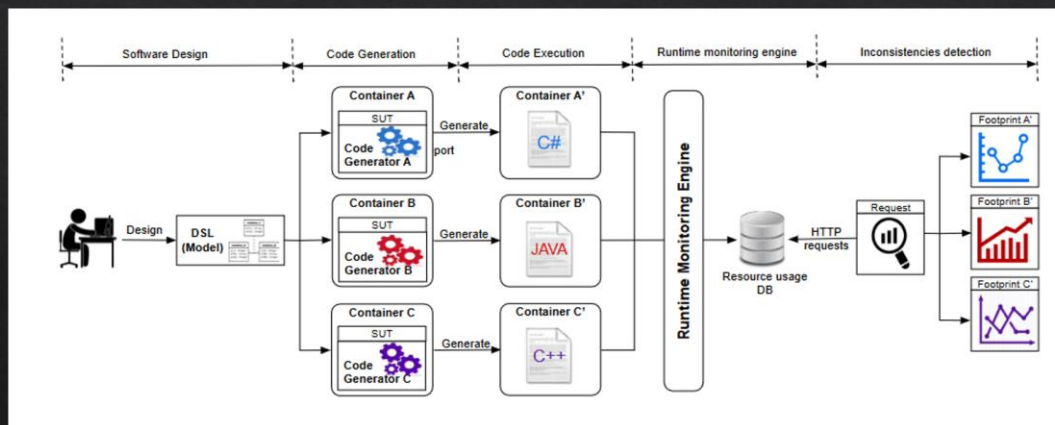 Software Design
Code Generation
Code Execution
Runtime monitoring engine
Inconsistencies detection
Container A
SUT
Code
Generator A
Generate
port
Container A'
C#
Design
DSL
(Model)
Container B
SUT
Code
Generator B
Generate
Container B'
JAVA
Container C
SUT
Code
Generator C
Generate
Container C'
C++
Runtime Monitoring Engine
Resource usage
DB
HTTP
requests
Request
Footprint A'
Footprint B'
Footprint C'